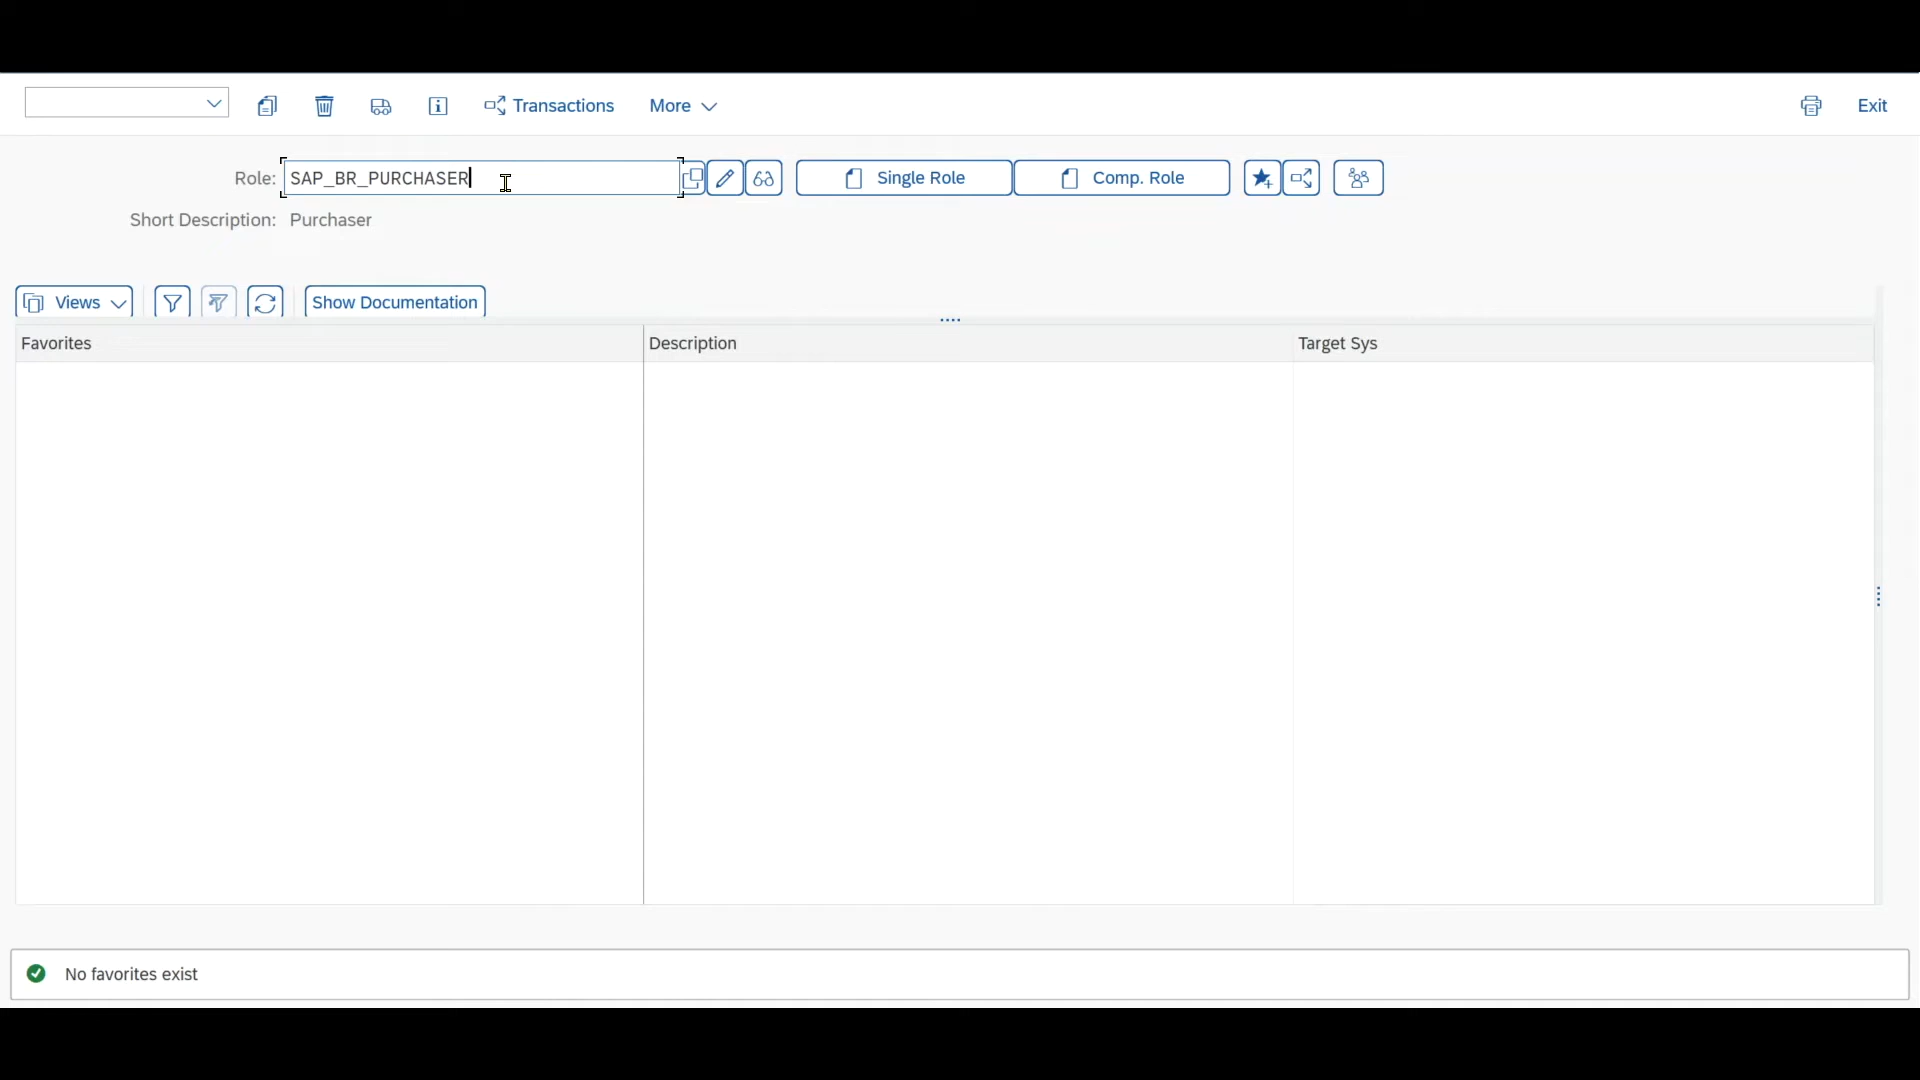 Transactions More Exit
Role: SAP_BR_PURCHASER Single Role Comp. Role
Short Description: Purchaser
Views Show Documentation
Favorites Description Target Sys
No favorites exist